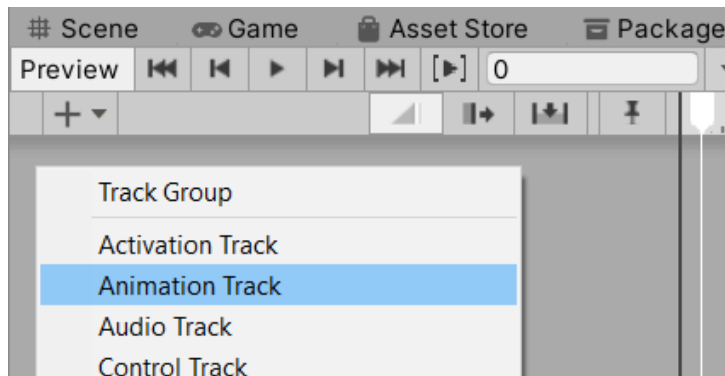 Scene Game Asset Store Package
Preview 0
Track Group
Activation Track
Animation Track
Audio Track
Control Track